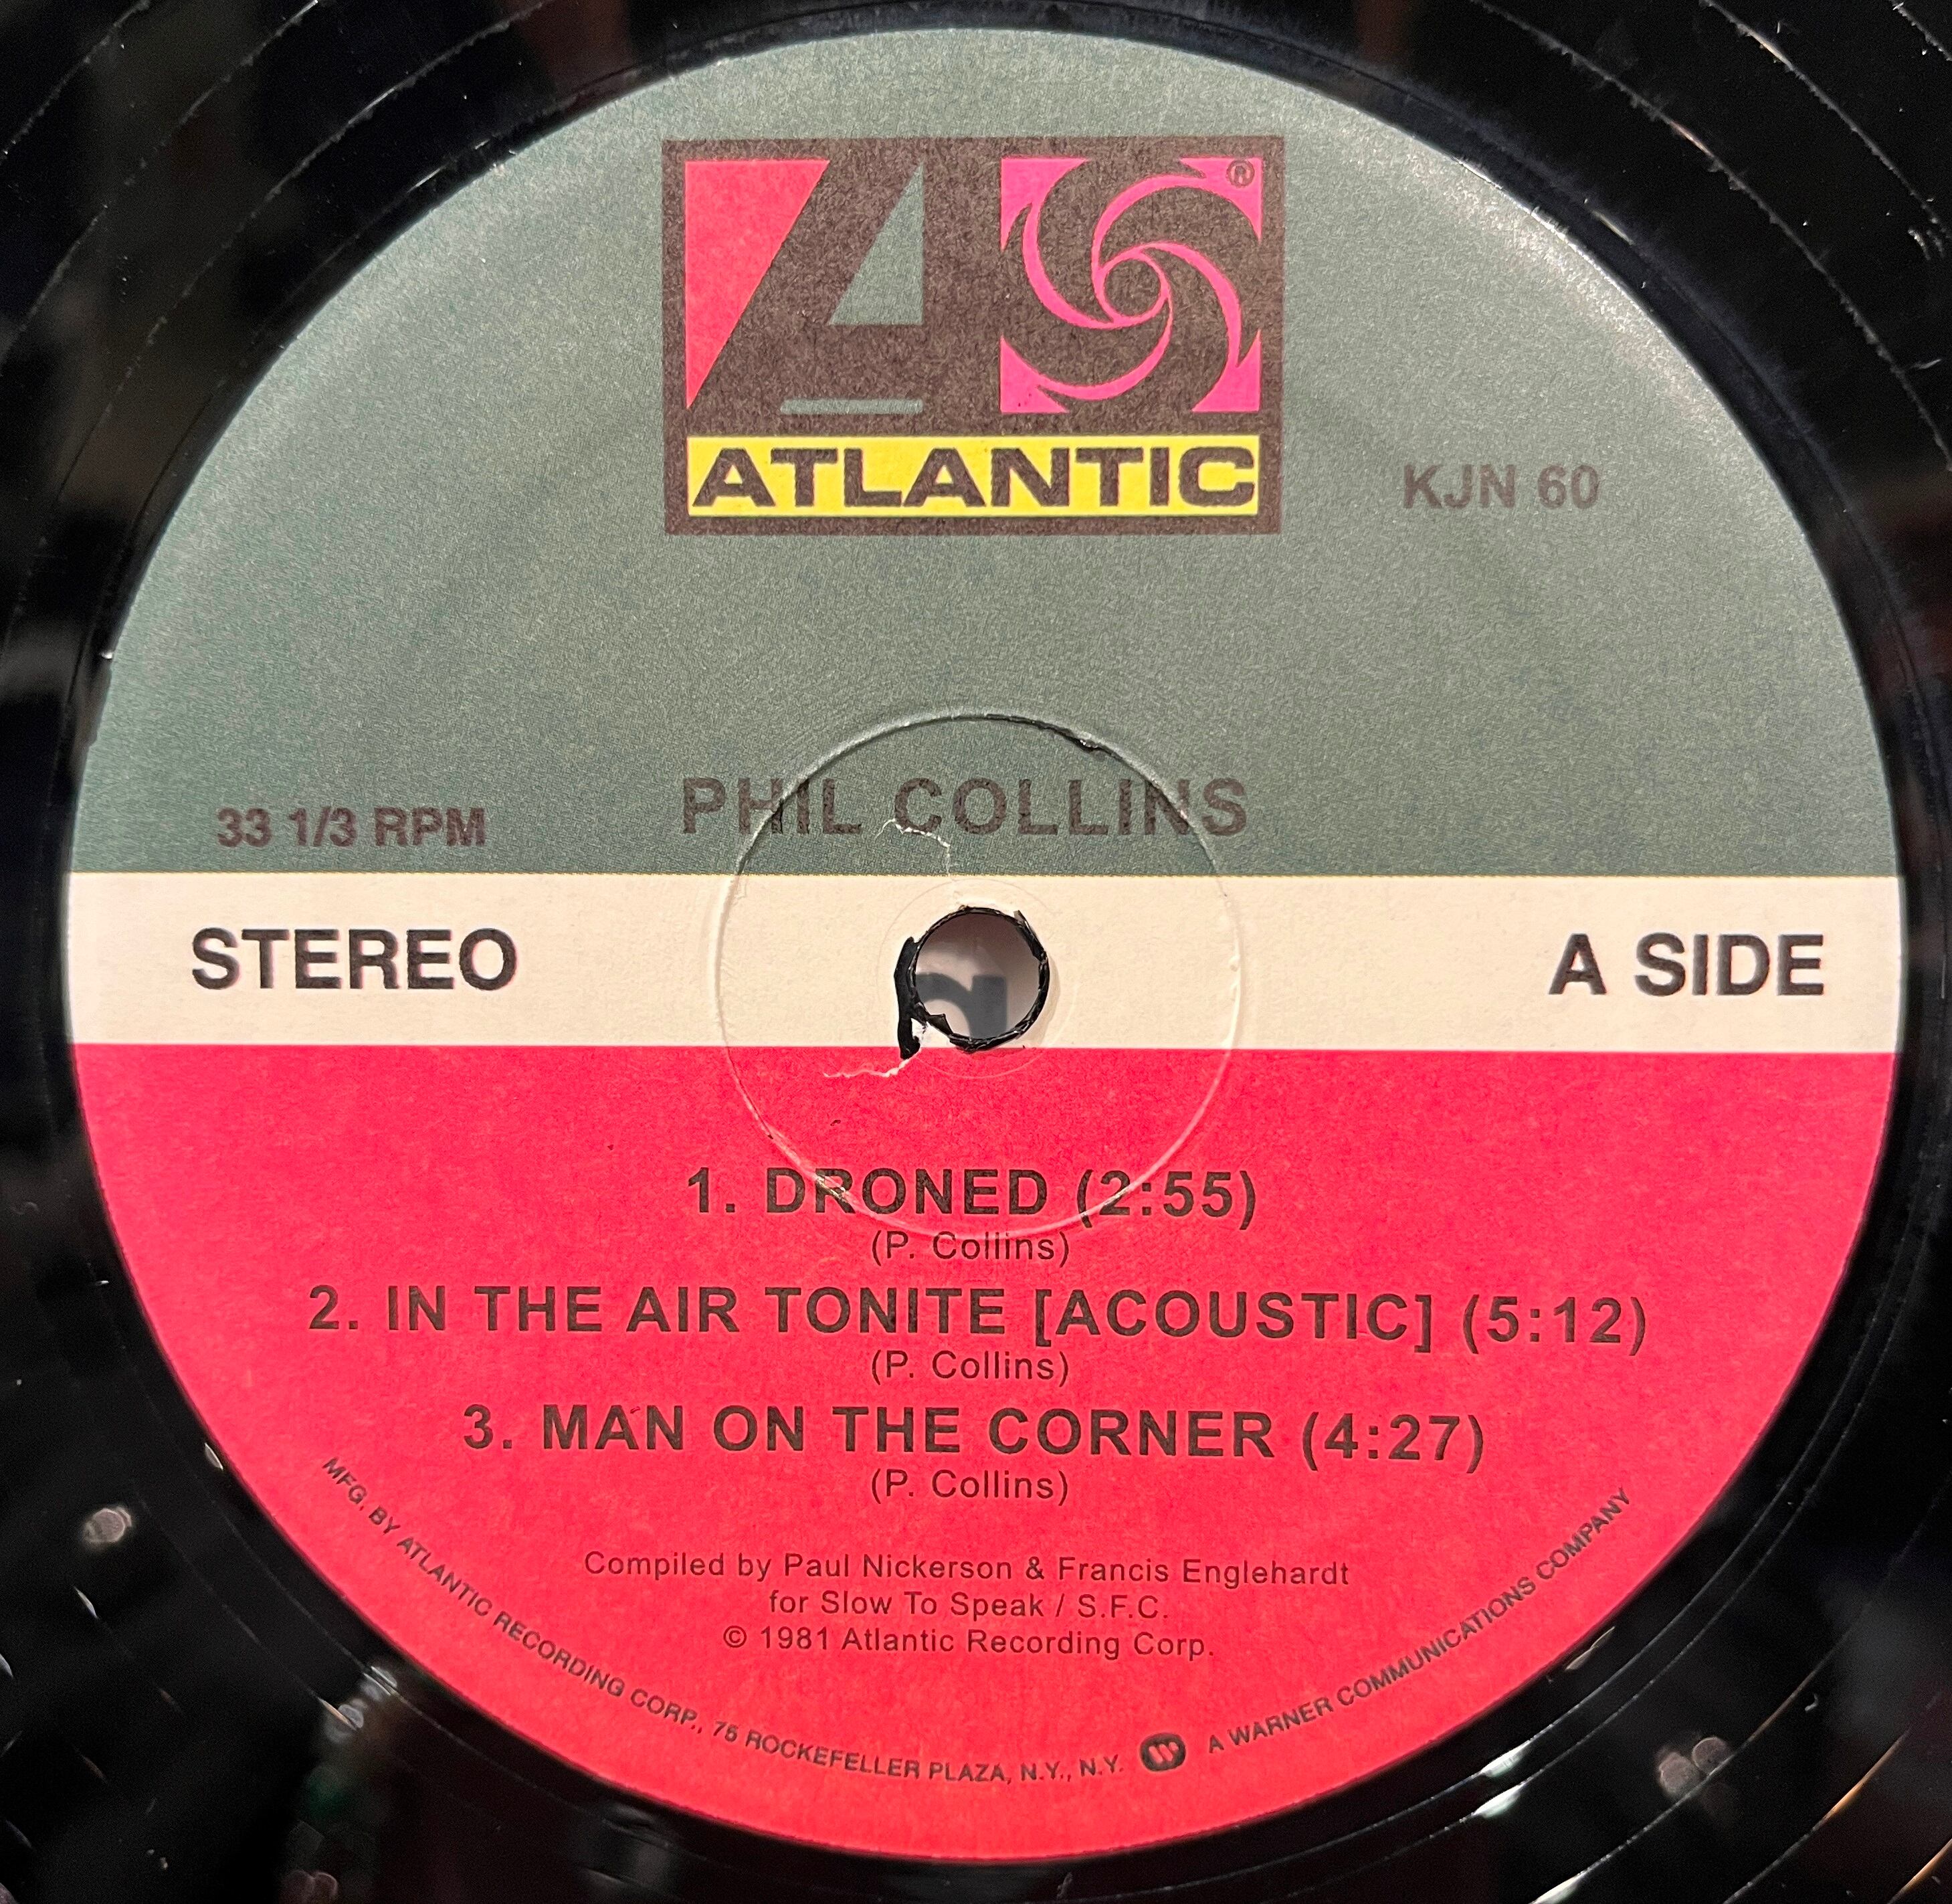 ®
ATLANTIC
KJN 60
PHIL COLLINS
33 1/3 RPM
STEREO
A SIDE
1. DRONED (2:55)
(P. Collins)
2. IN THE AIR TONITE [ACOUSTIC] (5:12)
(P. Collins)
3. MAN ON THE CORNER (4:27)
(P. Collins)
Compiled by Paul Nickerson & Francis Englehardt
for Slow To Speak / S.F.C.
© 1981 Atlantic Recording Corp.
MFG. BY ATLANTIC RECORDING CORP., 75 ROCKEFELLER PLAZA, N.Y., N.Y. W A WARNER COMMUNICATIONS COMPANY